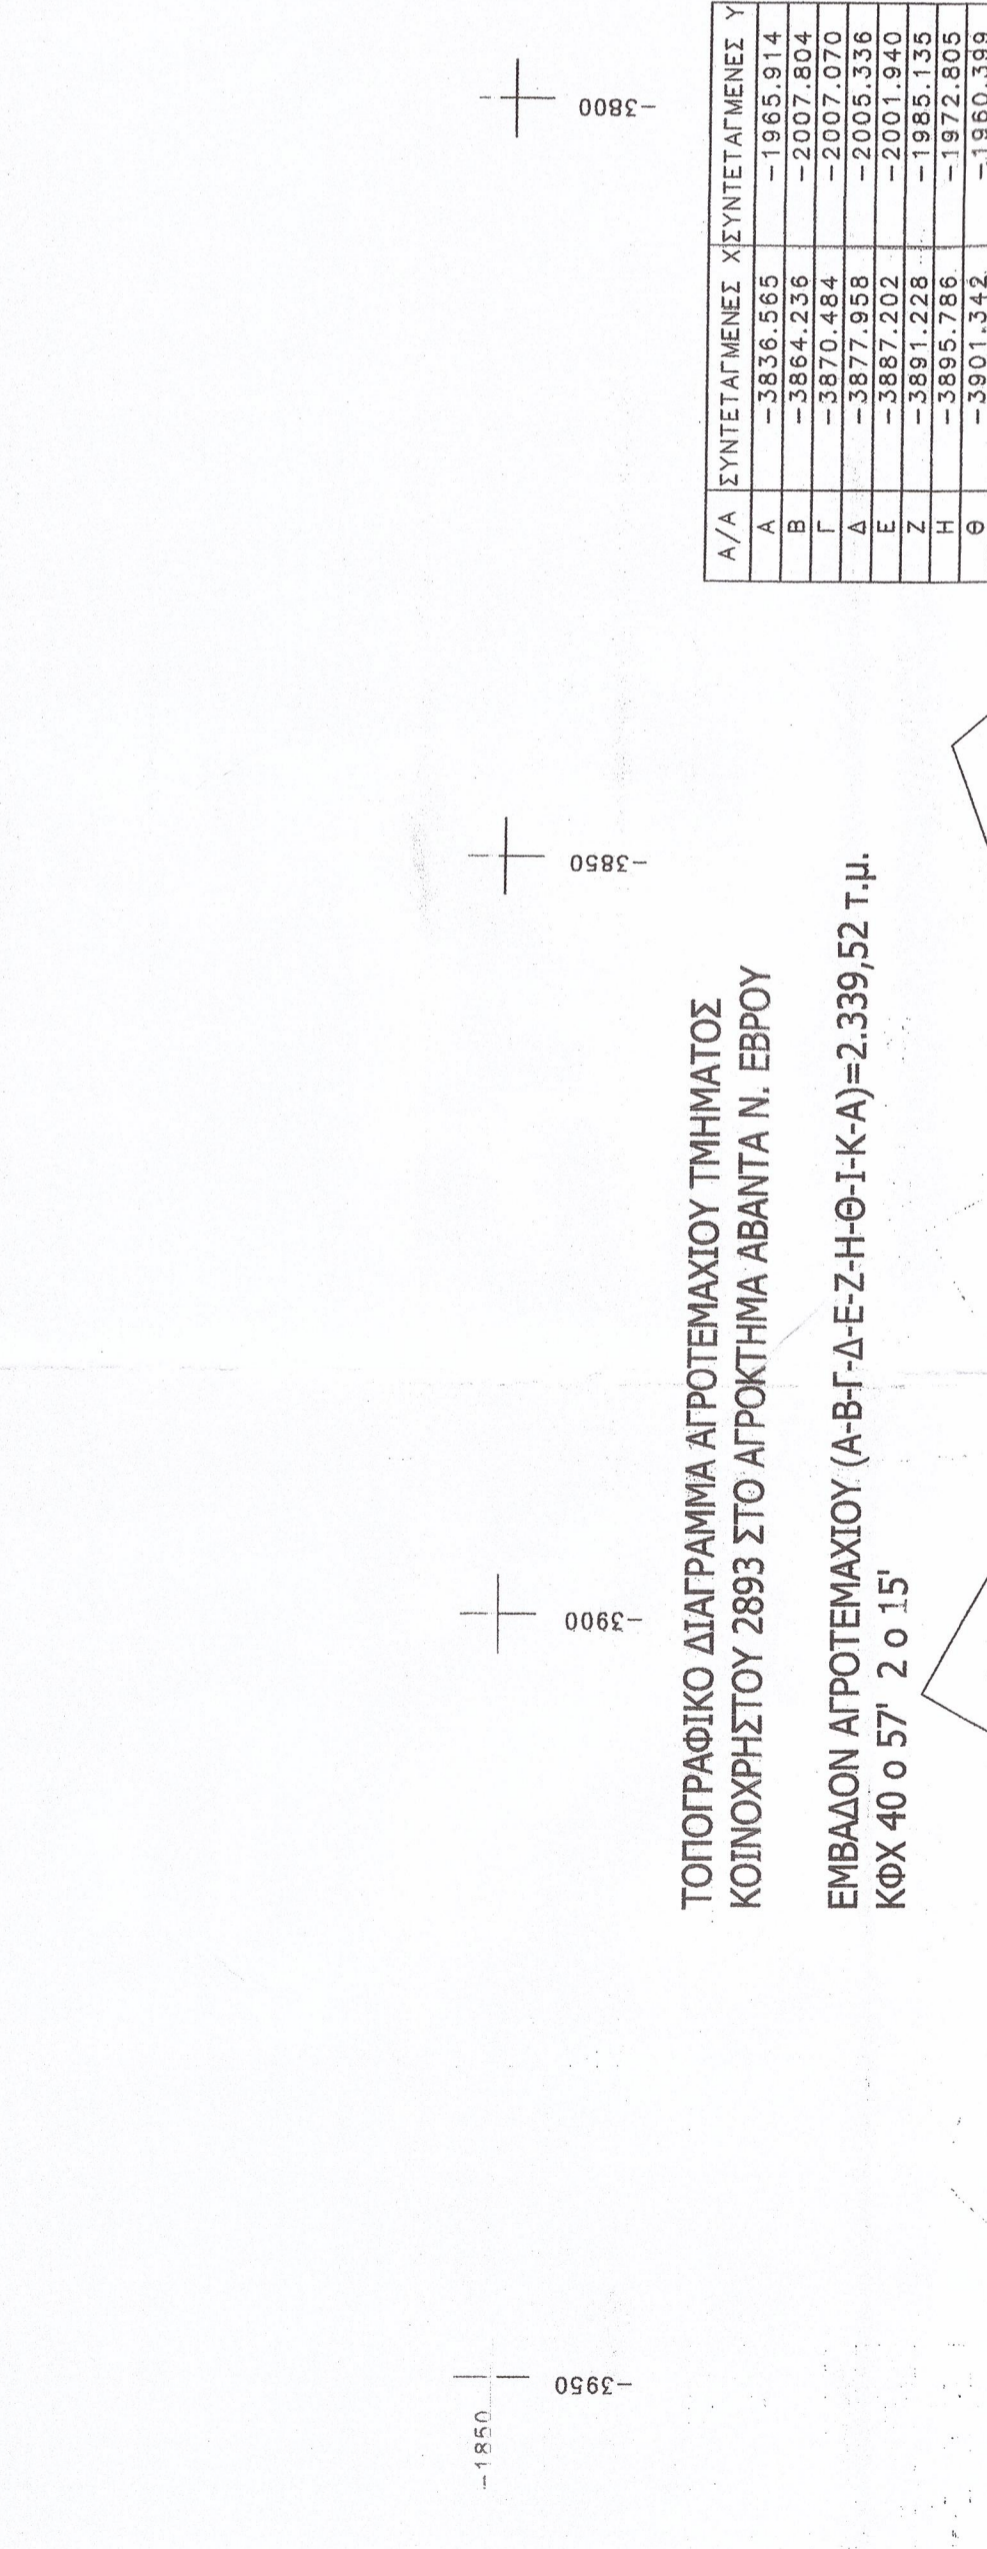 -1850
-3950
-3900
-3850
-3800
ΤΟΠΟΓΡΑΦΙΚΟ ΔΙΑΓΡΑΜΜΑ ΑΓΡΟΤΕΜΑΧΙΟΥ ΤΜΗΜΑΤΟΣ
ΚΟΙΝΟΧΡΗΣΤΟΥ 2893 ΣΤΟ ΑΓΡΟΚΤΗΜΑ ΑΒΑΝΤΑ Ν. ΕΒΡΟΥ
ΕΜΒΑΔΟΝ ΑΓΡΟΤΕΜΑΧΙΟΥ (Α-Β-Γ-Δ-Ε-Ζ-Η-Θ-Ι-Κ-Α)=2.339,52 τ.μ.
ΚΦΧ 40 ο 57' 2 ο 15'
Α/Α ΣΥΝΤΕΤΑΓΜΕΝΕΣ Χ ΣΥΝΤΕΤΑΓΜΕΝΕΣ Υ
Α -3836.565 -1965.914
Β -3864.236 -2007.804
Γ -3870.484 -2007.070
Δ -3877.958 -2005.336
Ε -3887.202 -2001.940
Ζ -3891.228 -1985.135
Η -3895.786 -1972.805
Θ -3901.342 -1960.399